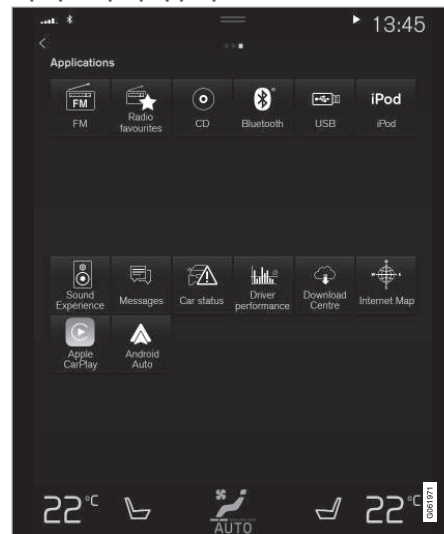 13:45
Applications
FM
FM
Radio
favourites
CD
Bluetooth
USB
iPod
iPod
Sound
Experience
Messages
Car status
Driver
performance
Download
Centre
Internet Map
Apple
CarPlay
Android
Auto
22°C
AUTO
22°C
G061971